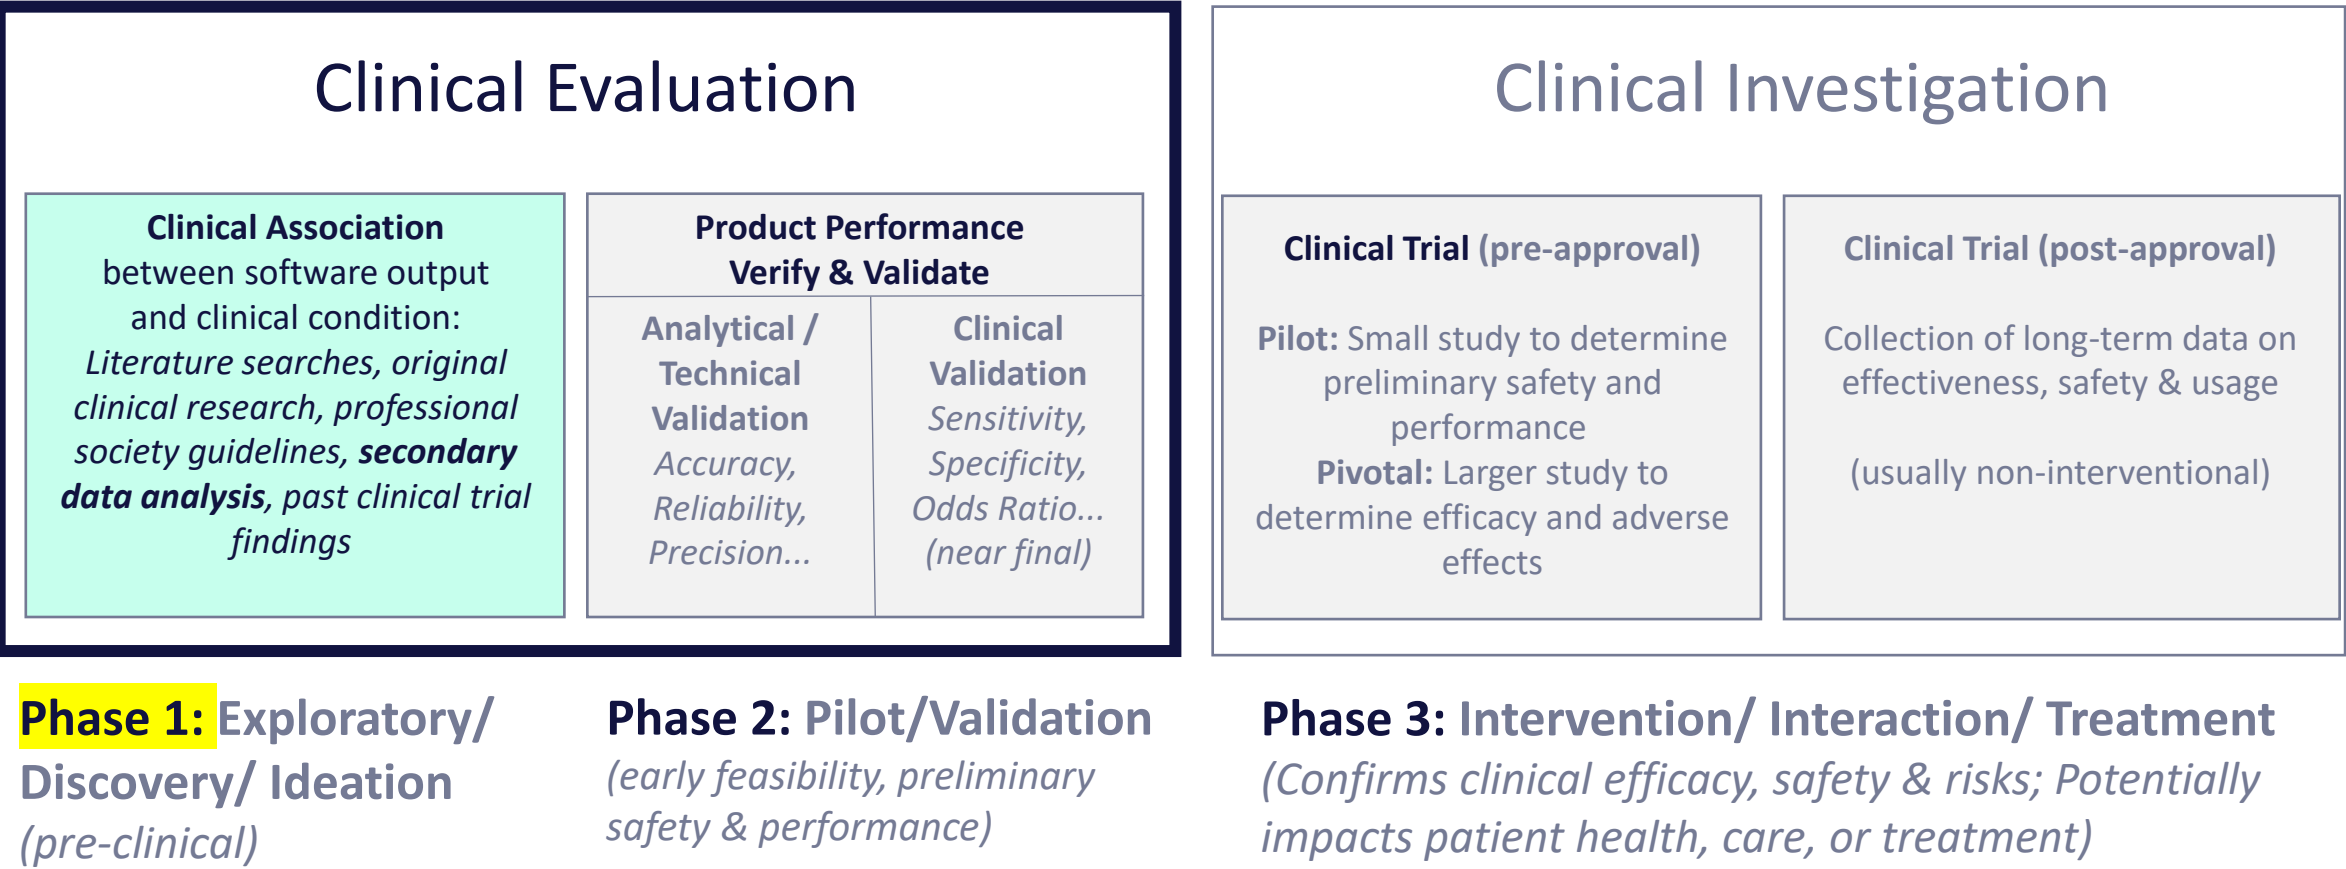 Clinical Evaluation
Clinical Association
between software output
and clinical condition:
Literature searches, original
clinical research, professional
society guidelines, secondary
data analysis, past clinical trial
findings
Product Performance
Verify & Validate
Analytical /
Technical
Validation
Accuracy,
Reliability,
Precision...
Clinical
Validation
Sensitivity,
Specificity,
Odds Ratio...
(near final)
Clinical Investigation
Clinical Trial (pre-approval)
Pilot: Small study to determine
preliminary safety and
performance
Pivotal: Larger study to
determine efficacy and adverse
effects
Clinical Trial (post-approval)
Collection of long-term data on
effectiveness, safety & usage
(usually non-interventional)
Phase 1: Exploratory/
Discovery/ Ideation
(pre-clinical)
Phase 2: Pilot/Validation
(early feasibility, preliminary
safety & performance)
Phase 3: Intervention/ Interaction/ Treatment
(Confirms clinical efficacy, safety & risks; Potentially
impacts patient health, care, or treatment)